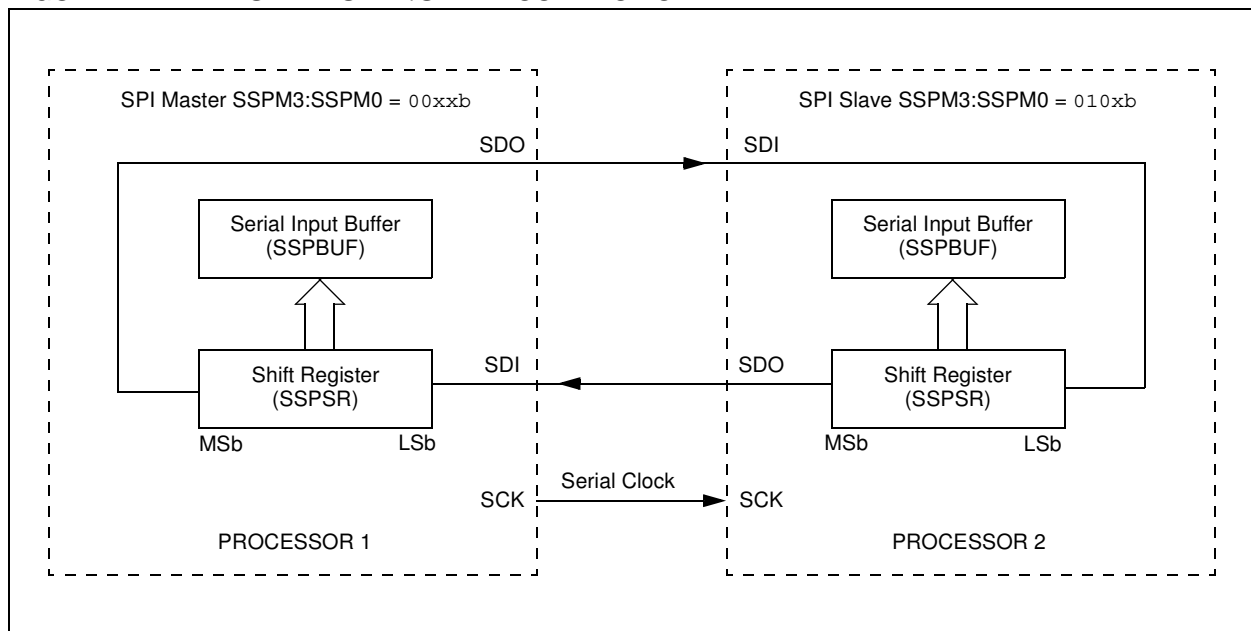 SPI Master SSPM3:SSPM0 = 00xxb
SPI Slave SSPM3:SSPM0 = 010xb
SDO
SDI
Serial Input Buffer
(SSPBUF)
Serial Input Buffer
(SSPBUF)
SDI
SDO
Shift Register
(SSPSR)
Shift Register
(SSPSR)
MSb
LSb
MSb
LSb
Serial Clock
SCK
SCK
PROCESSOR 1
PROCESSOR 2